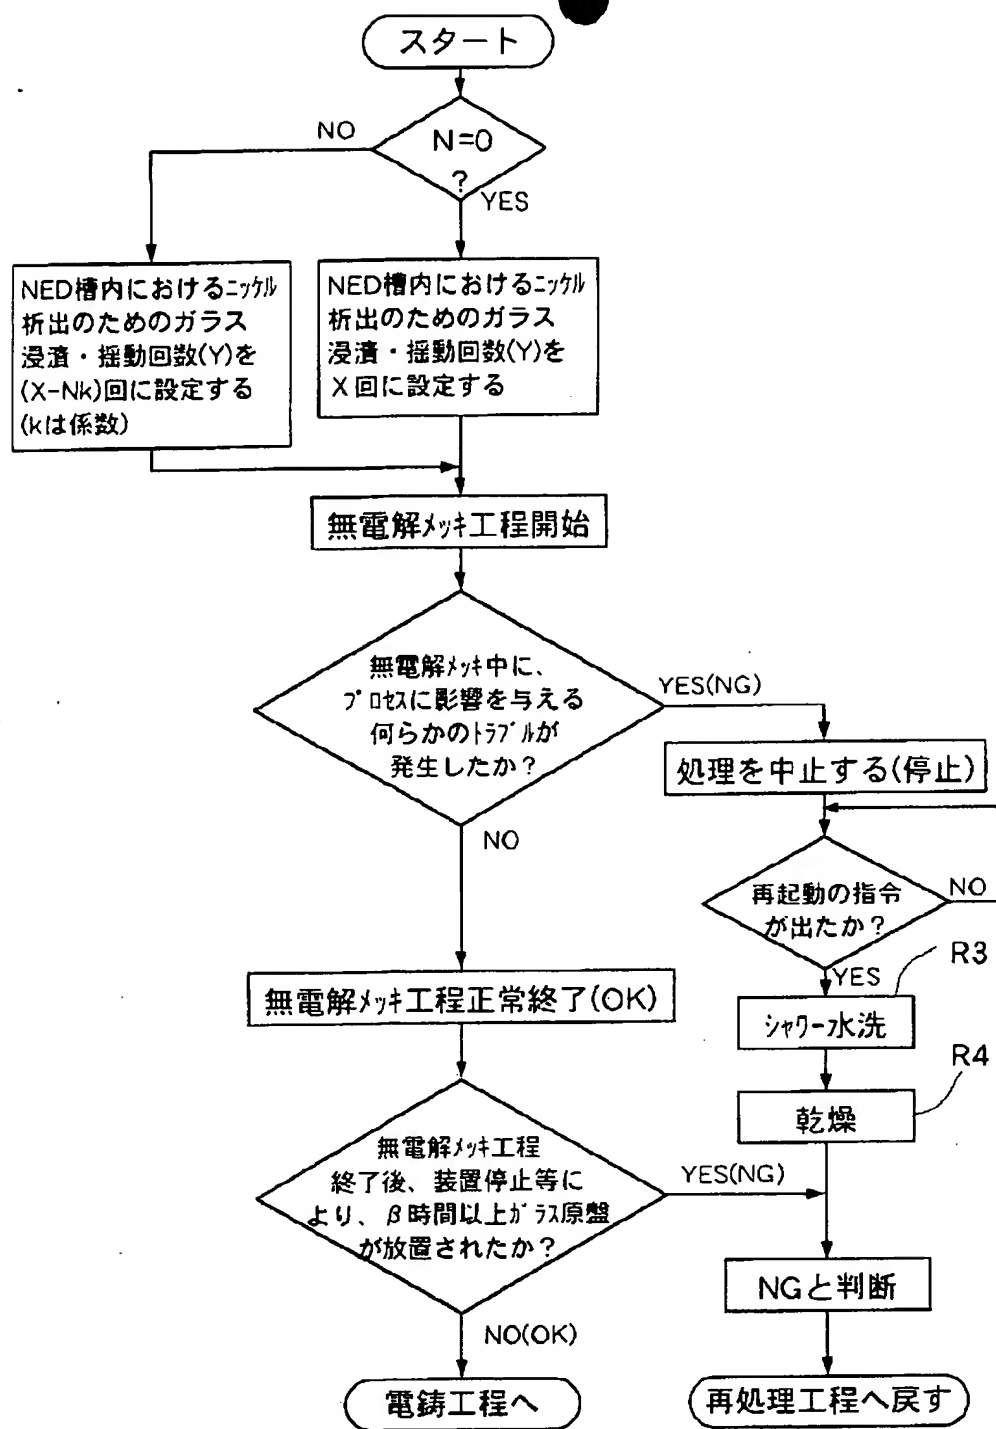 スタート
N=0
?
NO
YES
NED槽内におけるニッケル
析出のためのガラス
浸漬・揺動回数(Y)を
(X-Nk)回に設定する
(kは係数)
NED槽内におけるニッケル
析出のためのガラス
浸漬・揺動回数(Y)を
X回に設定する
無電解メッキ工程開始
無電解メッキ中に、
プロセスに影響を与える
何らかのトラブルが
発生したか?
YES(NG)
NO
処理を中止する(停止)
再起動の指令
が出たか?
NO
YES
R3
シャワー水洗
R4
乾燥
無電解メッキ工程正常終了(OK)
無電解メッキ工程
終了後、装置停止等に
より、β時間以上ガラス原盤
が放置されたか?
YES(NG)
NO(OK)
NGと判断
電鋳工程へ
再処理工程へ戻す